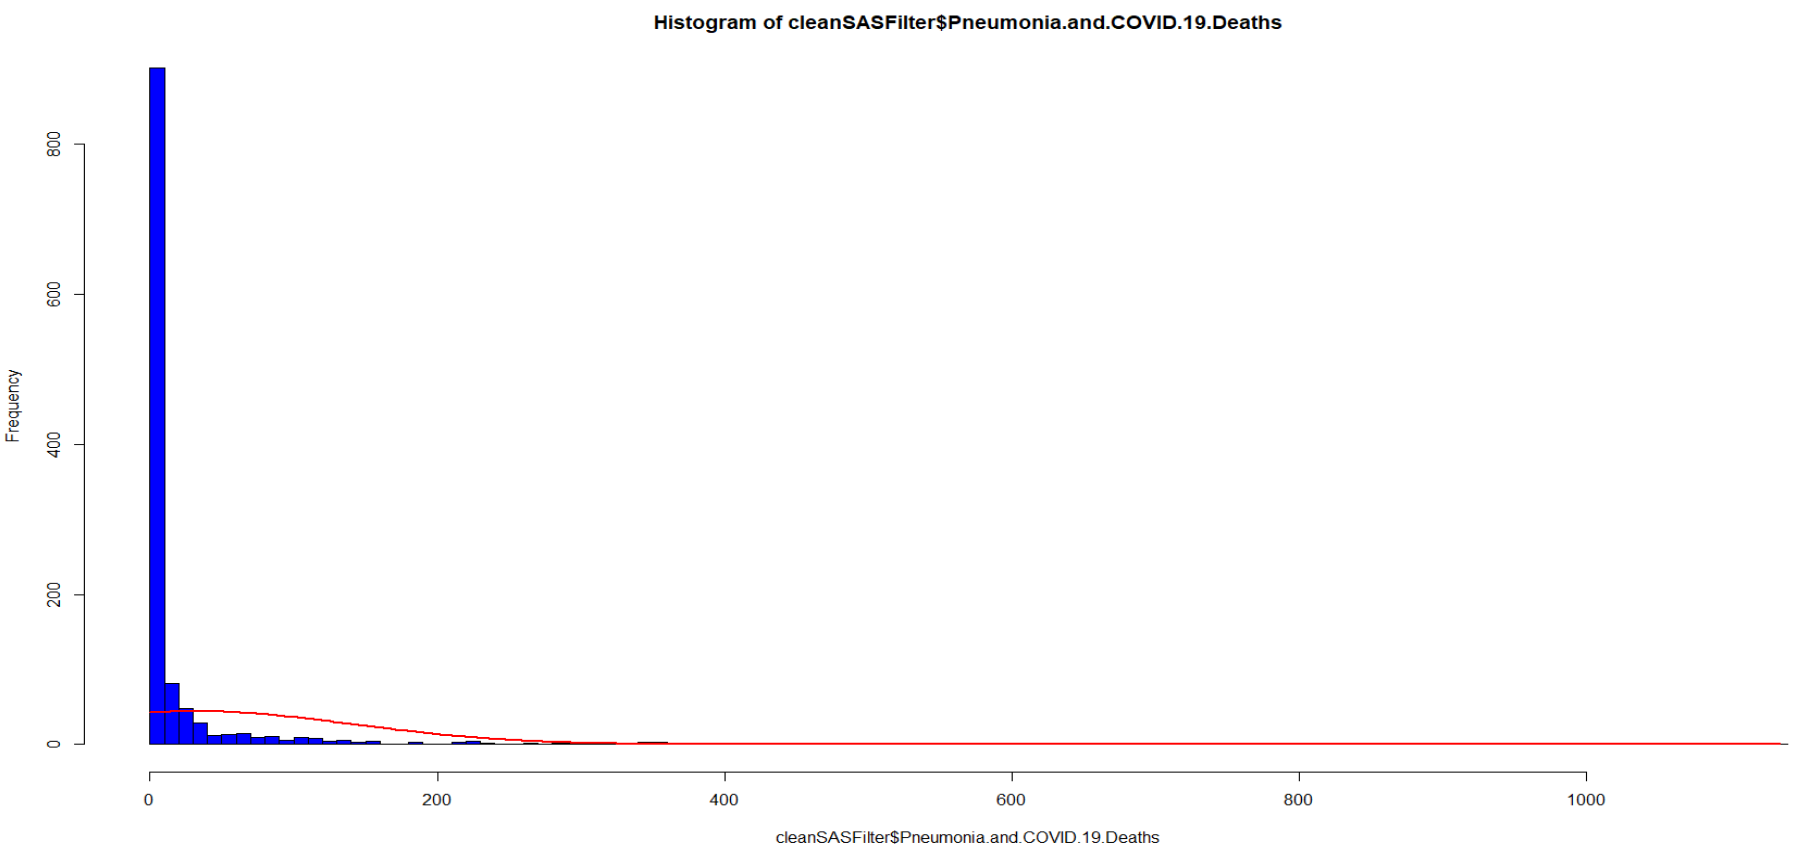 Histogram of cleanSASFilter$Pneumonia.and.COVID.19.Deaths
800
600
400
200
0
Frequency
0 200 400 600 800 1000
cleanSASFilter$Pneumonia.and.COVID.19.Deaths